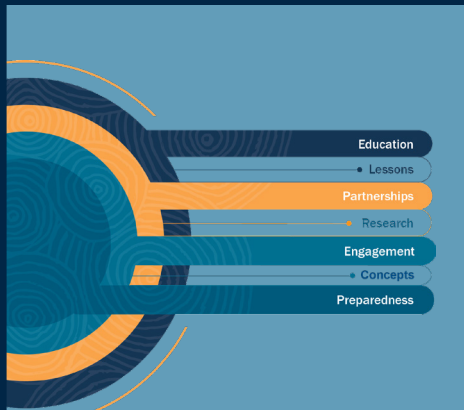 Education
Lessons
Partnerships
Research
Engagement
Concepts
Preparedness